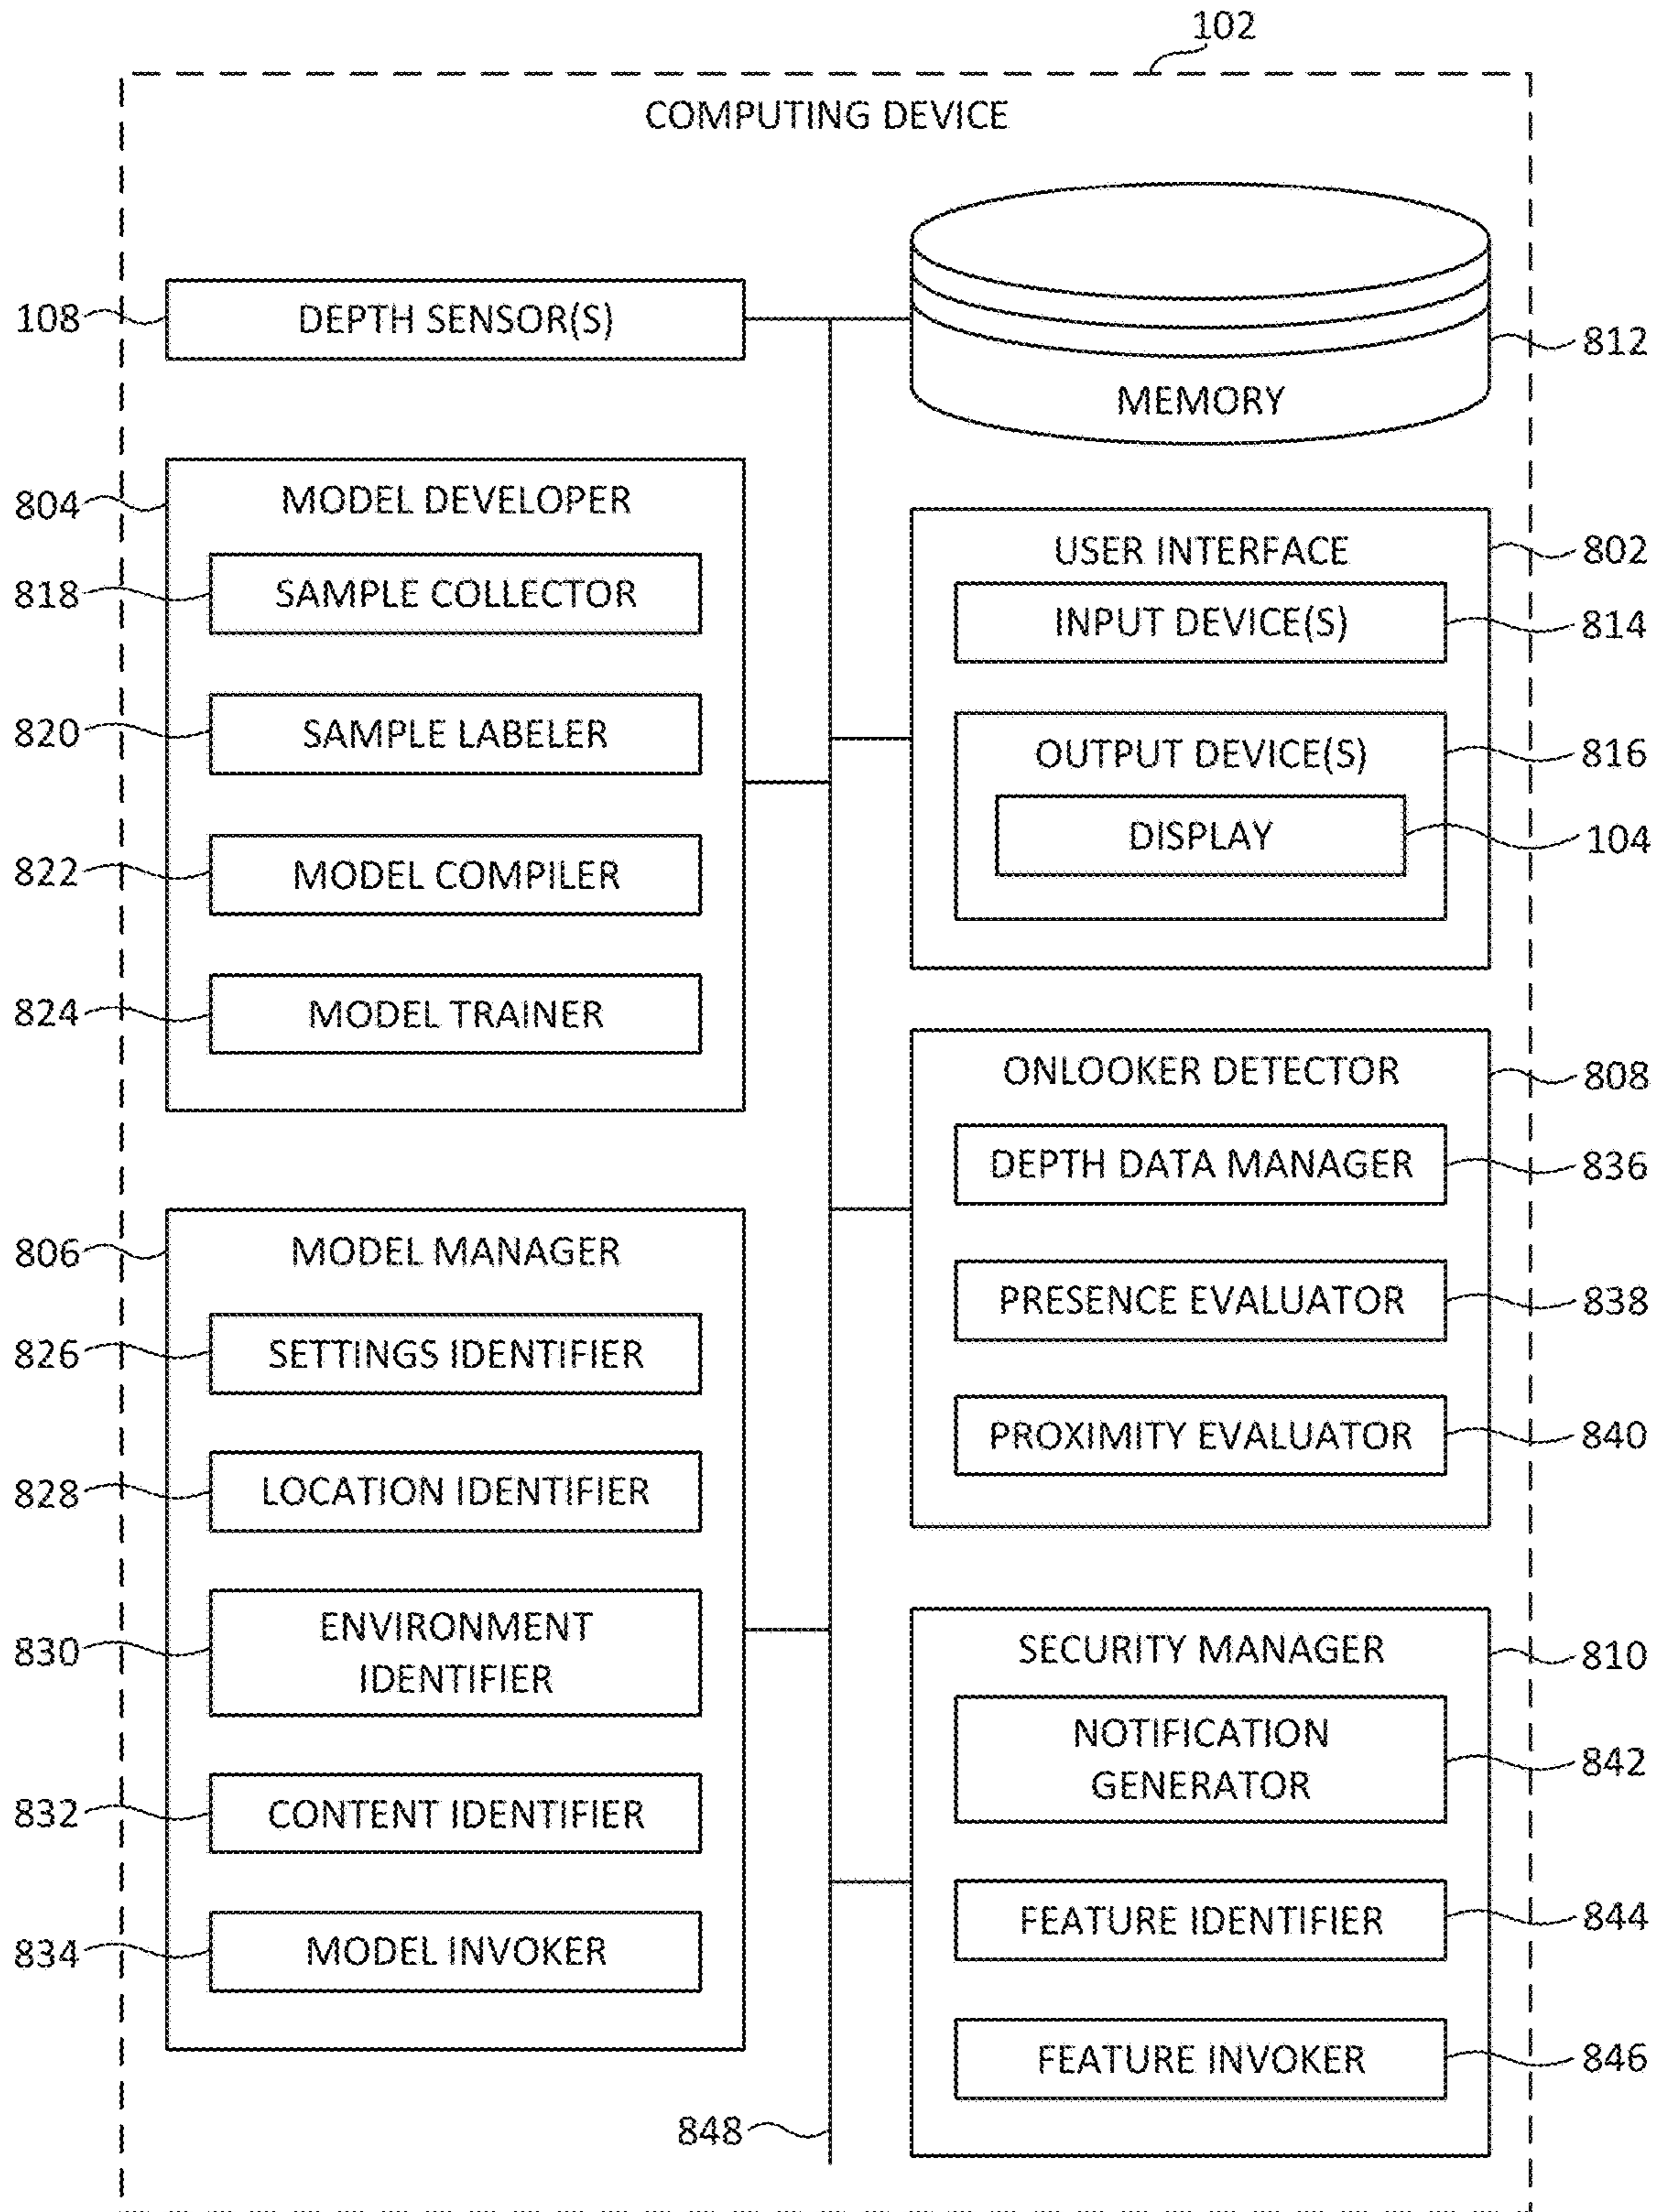 102
COMPUTING DEVICE
108
DEPTH SENSOR(S)
MEMORY
812
804
MODEL DEVELOPER
818
SAMPLE COLLECTOR
820
SAMPLE LABELER
822
MODEL COMPILER
824
MODEL TRAINER
USER INTERFACE
802
INPUT DEVICE(S)
814
OUTPUT DEVICE(S)
816
DISPLAY
104
806
MODEL MANAGER
826
SETTINGS IDENTIFIER
828
LOCATION IDENTIFIER
830
ENVIRONMENT
IDENTIFIER
832
CONTENT IDENTIFIER
834
MODEL INVOKER
ONLOOKER DETECTOR
808
DEPTH DATA MANAGER
836
PRESENCE EVALUATOR
838
PROXIMITY EVALUATOR
840
SECURITY MANAGER
810
NOTIFICATION
GENERATOR
842
FEATURE IDENTIFIER
844
FEATURE INVOKER
846
848